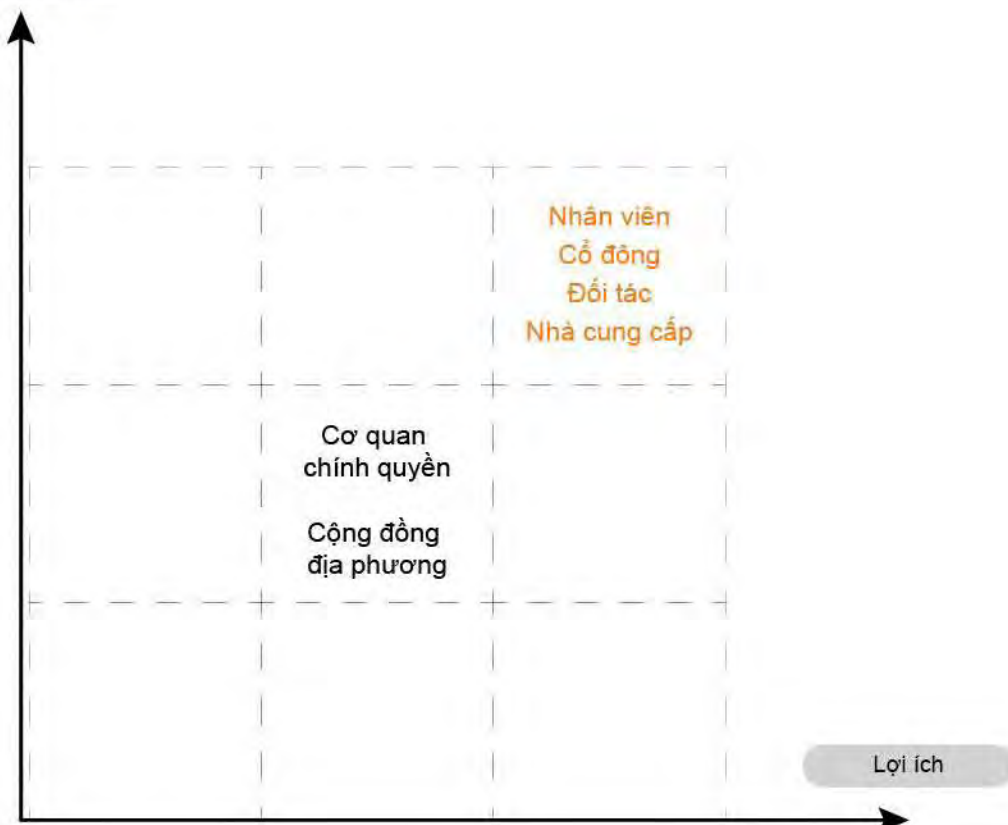 Nhân viên
Cổ đông
Đối tác
Nhà cung cấp
Cơ quan
chính quyền
Cộng đồng
địa phương
Lợi ích